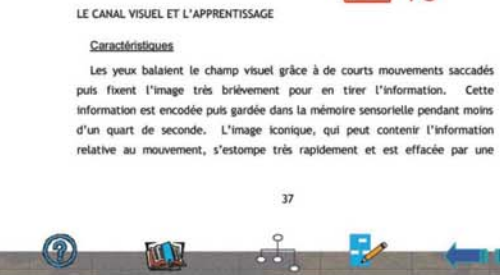 LE CANAL VISUEL ET L'APPRENTISSAGE
Caractéristiques
Les yeux balaient le champ visuel grâce à de courts mouvements saccadés
puis fixent l'image très brièvement pour en tirer l'information. Cette
information est encodée puis gardée dans la mémoire sensorielle pendant moins
d'un quart de seconde. L'image iconique, qui peut contenir l'information
relative au mouvement, s'estompe très rapidement et est effacée par une
37
?